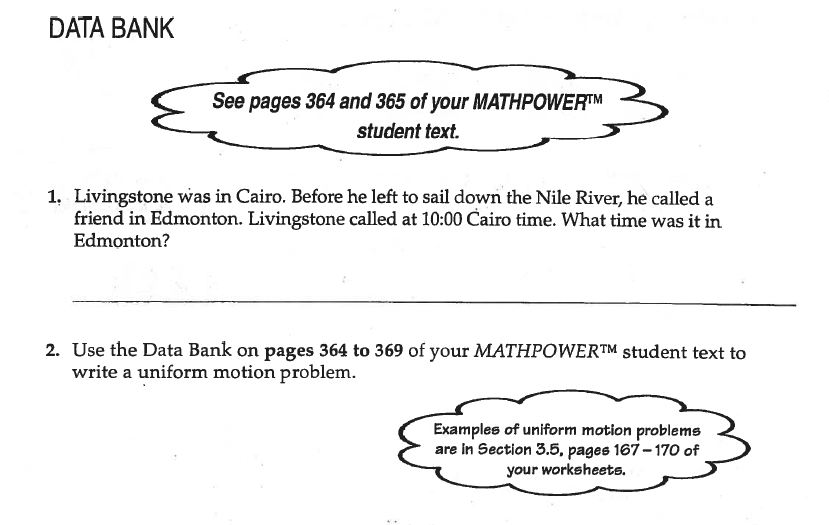 DATA BANK
See pages 364 and 365 of your MATHPOWER™
student text.
1. Livingstone was in Cairo. Before he left to sail down the Nile River, he called a
friend in Edmonton. Livingstone called at 10:00 Cairo time. What time was it in
Edmonton?
2. Use the Data Bank on pages 364 to 369 of your MATHPOWER™ student text to
write a uniform motion problem.
Examples of uniform motion problems
are in Section 3.5, pages 167 – 170 of
your worksheets.